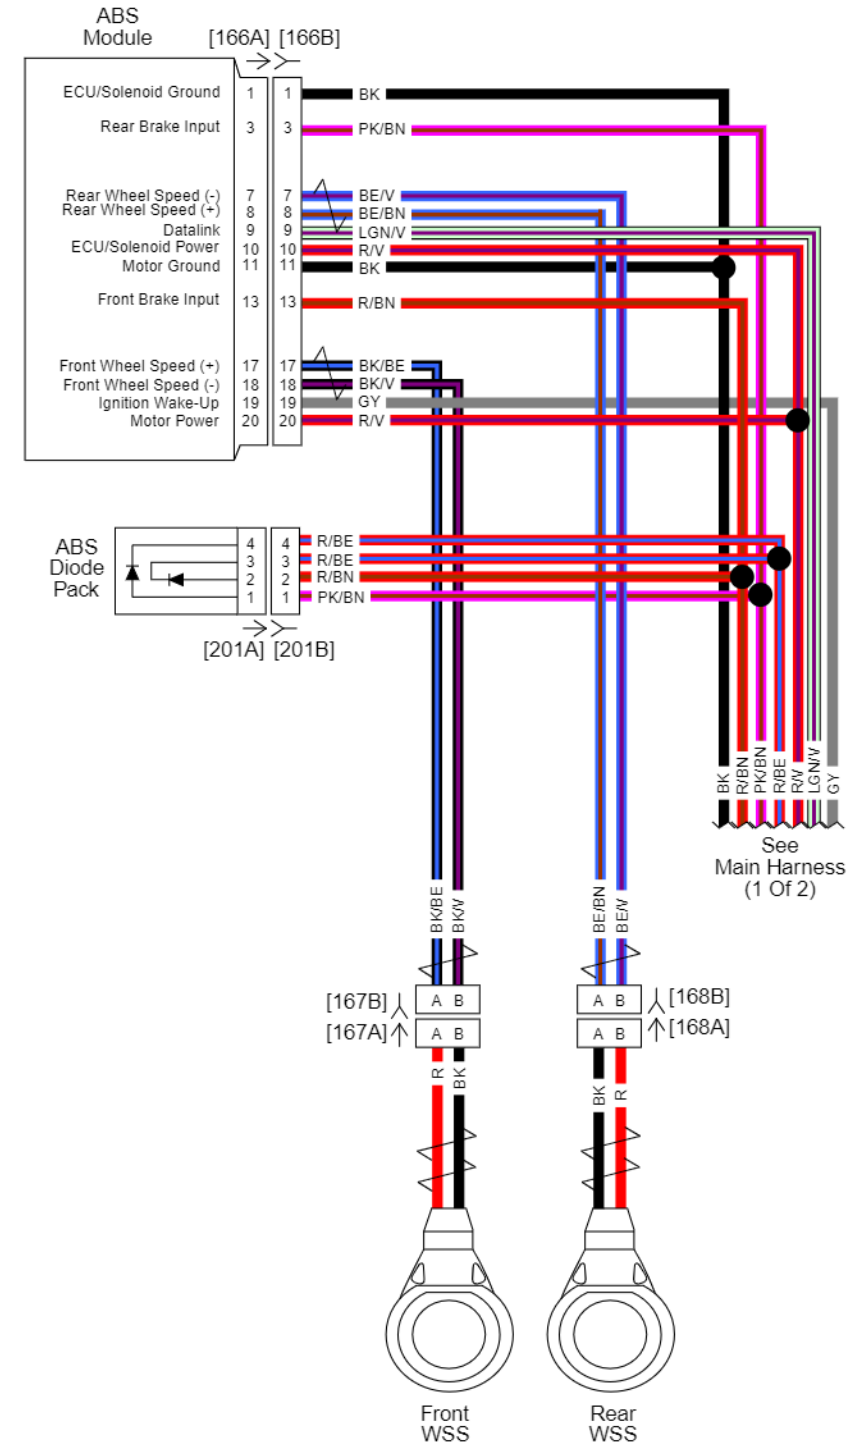 ABS
Module
[166A] [166B]
ECU/Solenoid Ground 1 1 BK
Rear Brake Input 3 3 PK/BN
Rear Wheel Speed (-) 7 7 BE/V
Rear Wheel Speed (+) 8 8 BE/BN
Datalink 9 9 LGN/V
ECU/Solenoid Power 10 10 R/V
Motor Ground 11 11 BK
Front Brake Input 13 13 R/BN
Front Wheel Speed (+) 17 17 BK/BE
Front Wheel Speed (-) 18 18 BK/V
Ignition Wake-Up 19 19 GY
Motor Power 20 20 R/V
ABS
Diode
Pack
4 4 R/BE
3 3 R/BE
2 2 R/BN
1 1 PK/BN
[201A] [201B]
BK R/BN PK/BN R/BE R/V LGN/V GY
See
Main Harness
(1 Of 2)
BK/BE BK/V BE/BN BE/V
[167B] A B A B [168B]
[167A] A B A B [168A]
R BK BK R
Front
WSS
Rear
WSS